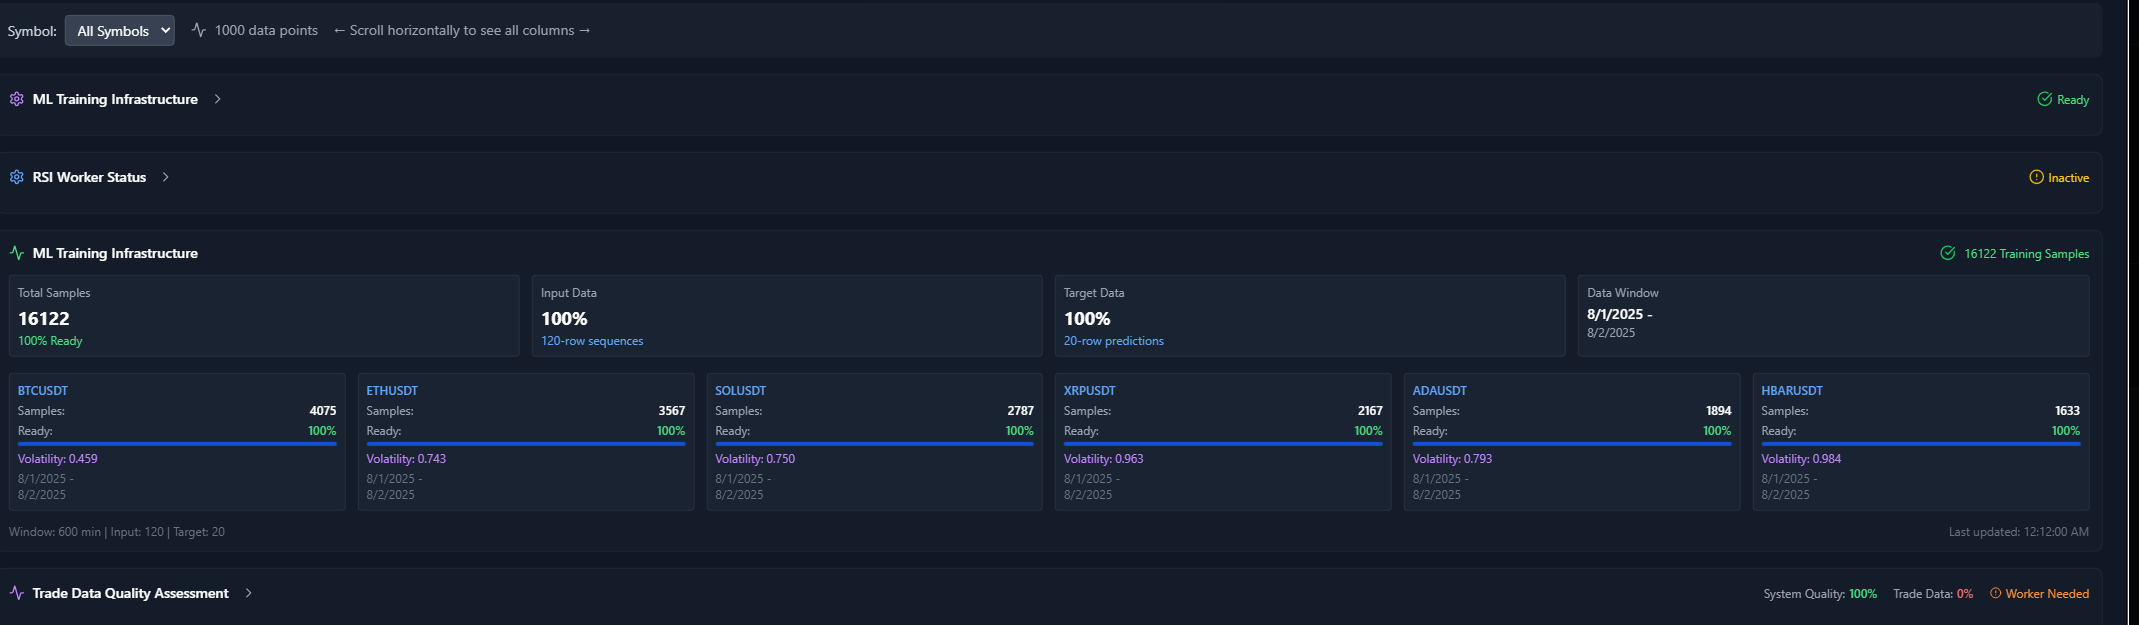 Symbol: All Symbols 1000 data points ← Scroll horizontally to see all columns →
ML Training Infrastructure Ready
RSI Worker Status Inactive
ML Training Infrastructure 16122 Training Samples
Total Samples
16122
100% Ready
Input Data
100%
120-row sequences
Target Data
100%
20-row predictions
Data Window
8/1/2025 -
8/2/2025
BTCUSDT
Samples: 4075
Ready: 100%
Volatility: 0.459
8/1/2025 -
8/2/2025
ETHUSDT
Samples: 3567
Ready: 100%
Volatility: 0.743
8/1/2025 -
8/2/2025
SOLUSDT
Samples: 2787
Ready: 100%
Volatility: 0.750
8/1/2025 -
8/2/2025
XRPUSDT
Samples: 2167
Ready: 100%
Volatility: 0.963
8/1/2025 -
8/2/2025
ADAUSDT
Samples: 1894
Ready: 100%
Volatility: 0.793
8/1/2025 -
8/2/2025
HBARUSDT
Samples: 1633
Ready: 100%
Volatility: 0.984
8/1/2025 -
8/2/2025
Window: 600 min | Input: 120 | Target: 20 Last updated: 12:12:00 AM
Trade Data Quality Assessment System Quality: 100% Trade Data: 0% Worker Needed